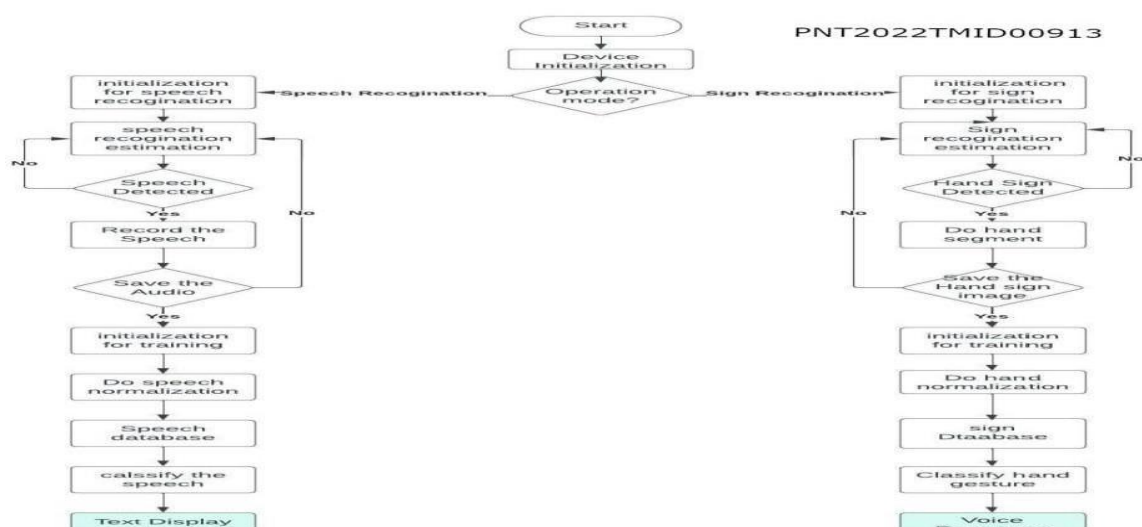 Start
PNT2022TMID00913
Device
Initialization
Operation
mode?
Speech Recogination
Sign Recogination
initialization
for speech
recogination
speech
recogination
estimation
No
Speech
Detected
Yes
No
Record the
Speech
Save the
Audio
Yes
initialization
for training
Do speech
normalization
Speech
database
calssify the
speech
Text Display
initialization
for sign
recogination
Sign
recogination
estimation
No
Hand Sign
Detected
Yes
No
Do hand
segment
Save the
Hand sign
image
Yes
initialization
for training
Do hand
normalization
sign
Dtaabase
Classify hand
gesture
Voice